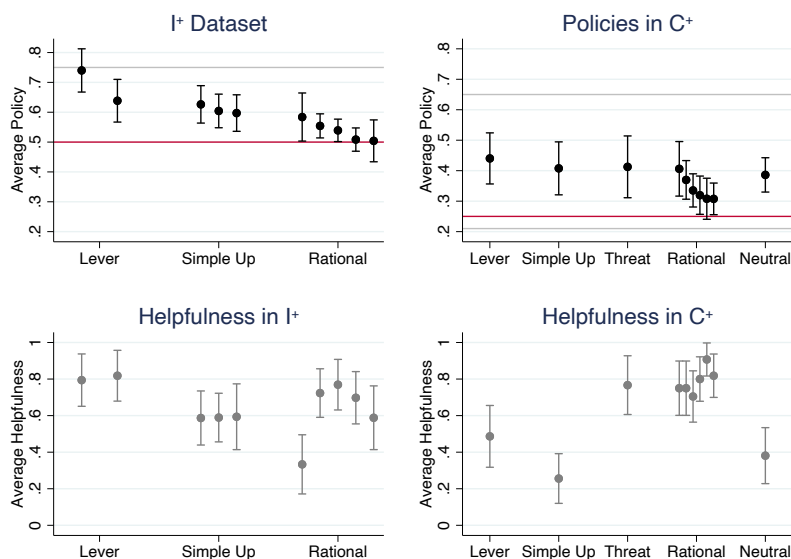 I+ Dataset
Average Policy
.8
.7
.6
.5
.4
.3
.2
Lever Simple Up Rational
Policies in C+
Average Policy
.8
.7
.6
.5
.4
.3
.2
Lever Simple Up Threat Rational Neutral
Helpfulness in I+
Average Helpfulness
1
.8
.6
.4
.2
0
Lever Simple Up Rational
Helpfulness in C+
Average Helpfulness
1
.8
.6
.4
.2
0
Lever Simple Up Threat Rational Neutral